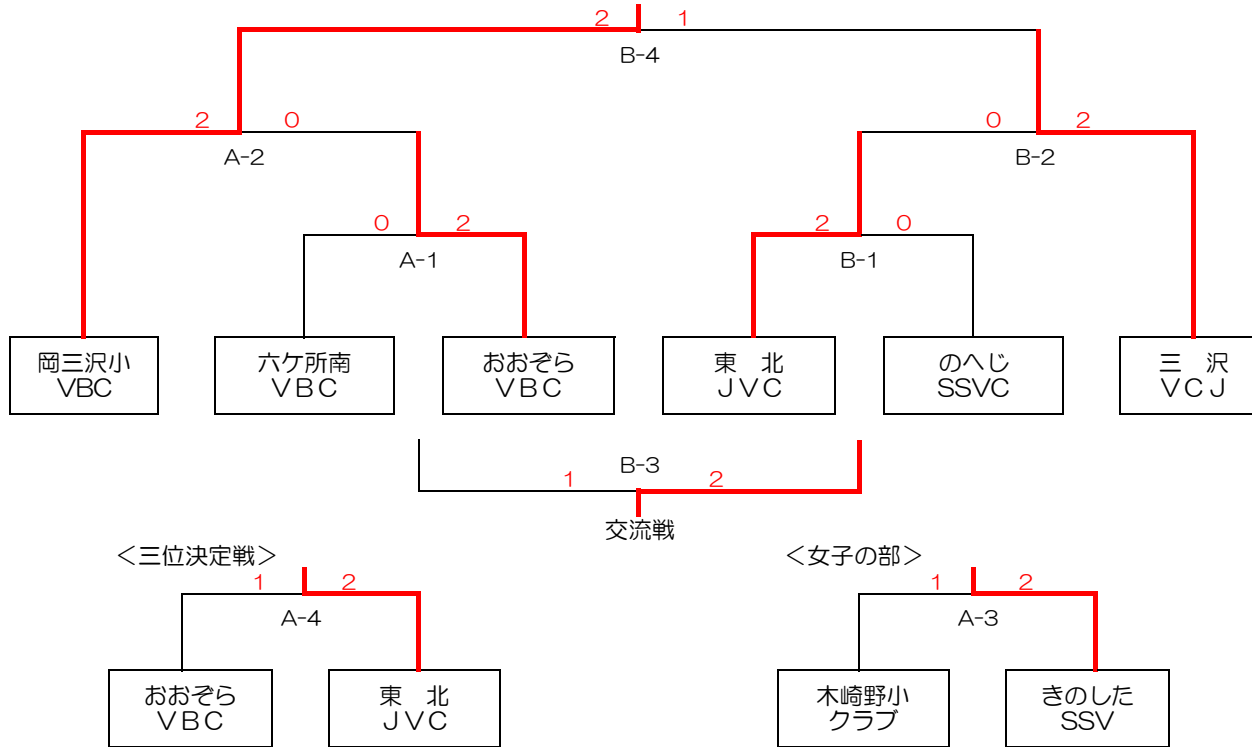 2 1
B-4
2 0 0 2
A-2 B-2
0 2 2 0
A-1 B-1
岡三沢小
VBC
六ケ所南
VBC
おおぞら
VBC
東 北
JVC
のへじ
SSVC
三 沢
VCJ
B-3
1 2
交流戦
<三位決定戦>
1 2
A-4
おおぞら
VBC
東 北
JVC
<女子の部>
1 2
A-3
木崎野小
クラブ
きのした
SSV